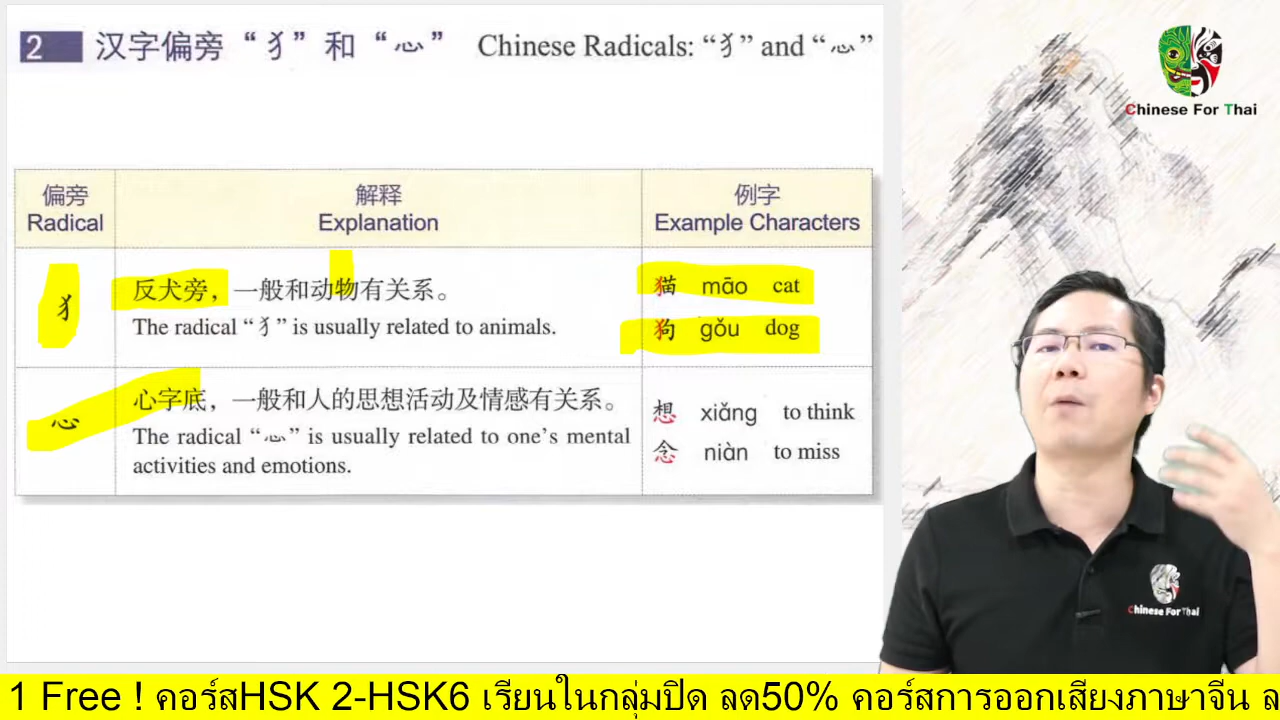 2 汉字偏旁“犭”和“心” Chinese Radicals: “犭” and “心”
Chinese For Thai
偏旁 解释 例字
Radical Explanation Example Characters
犭
反犬旁，一般和动物有关系。
The radical “犭” is usually related to animals.
猫 māo cat
狗 gǒu dog
心
心字底，一般和人的思想活动及情感有关系。
The radical “心” is usually related to one's mental
activities and emotions.
想 xiǎng to think
念 niàn to miss
Chinese For Thai
1 Free ! คอร์สHSK 2-HSK6 เรียนในกลุ่มปิด ลด50% คอร์สการออกเสียงภาษาจีน ล